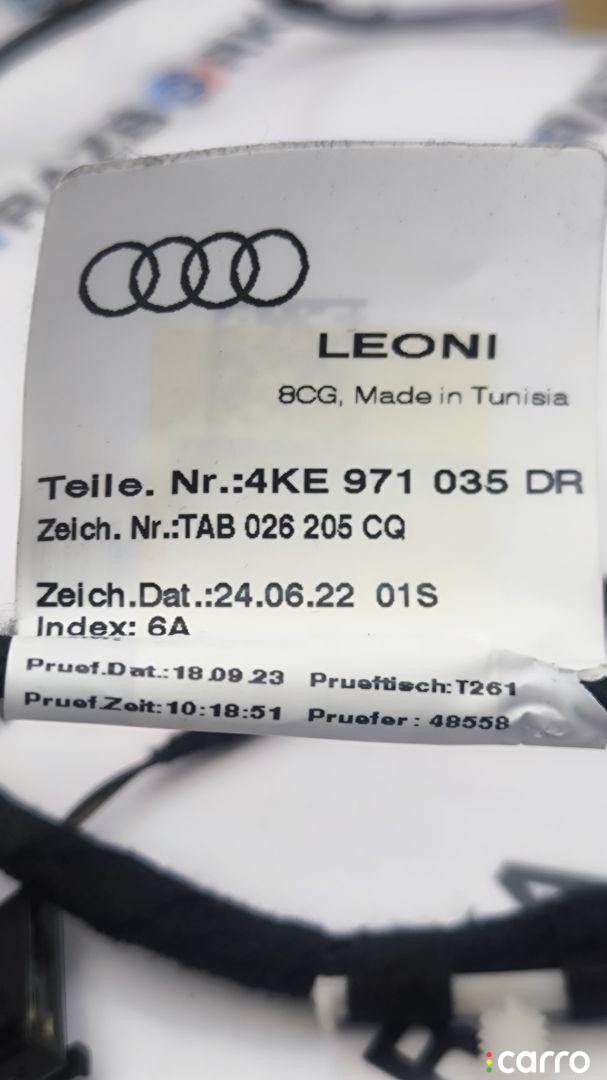 LEONI
8CG, Made in Tunisia
Teile. Nr.:4KE 971 035 DR
Zeich. Nr.:TAB 026 205 CQ
Zeich.Dat.:24.06.22 01S
Index: 6A
Pruef.Dat.:18.09.23 Prueftisch:T261
Pruef.Zeit:10:18:51 Pruefer: 48558
carro